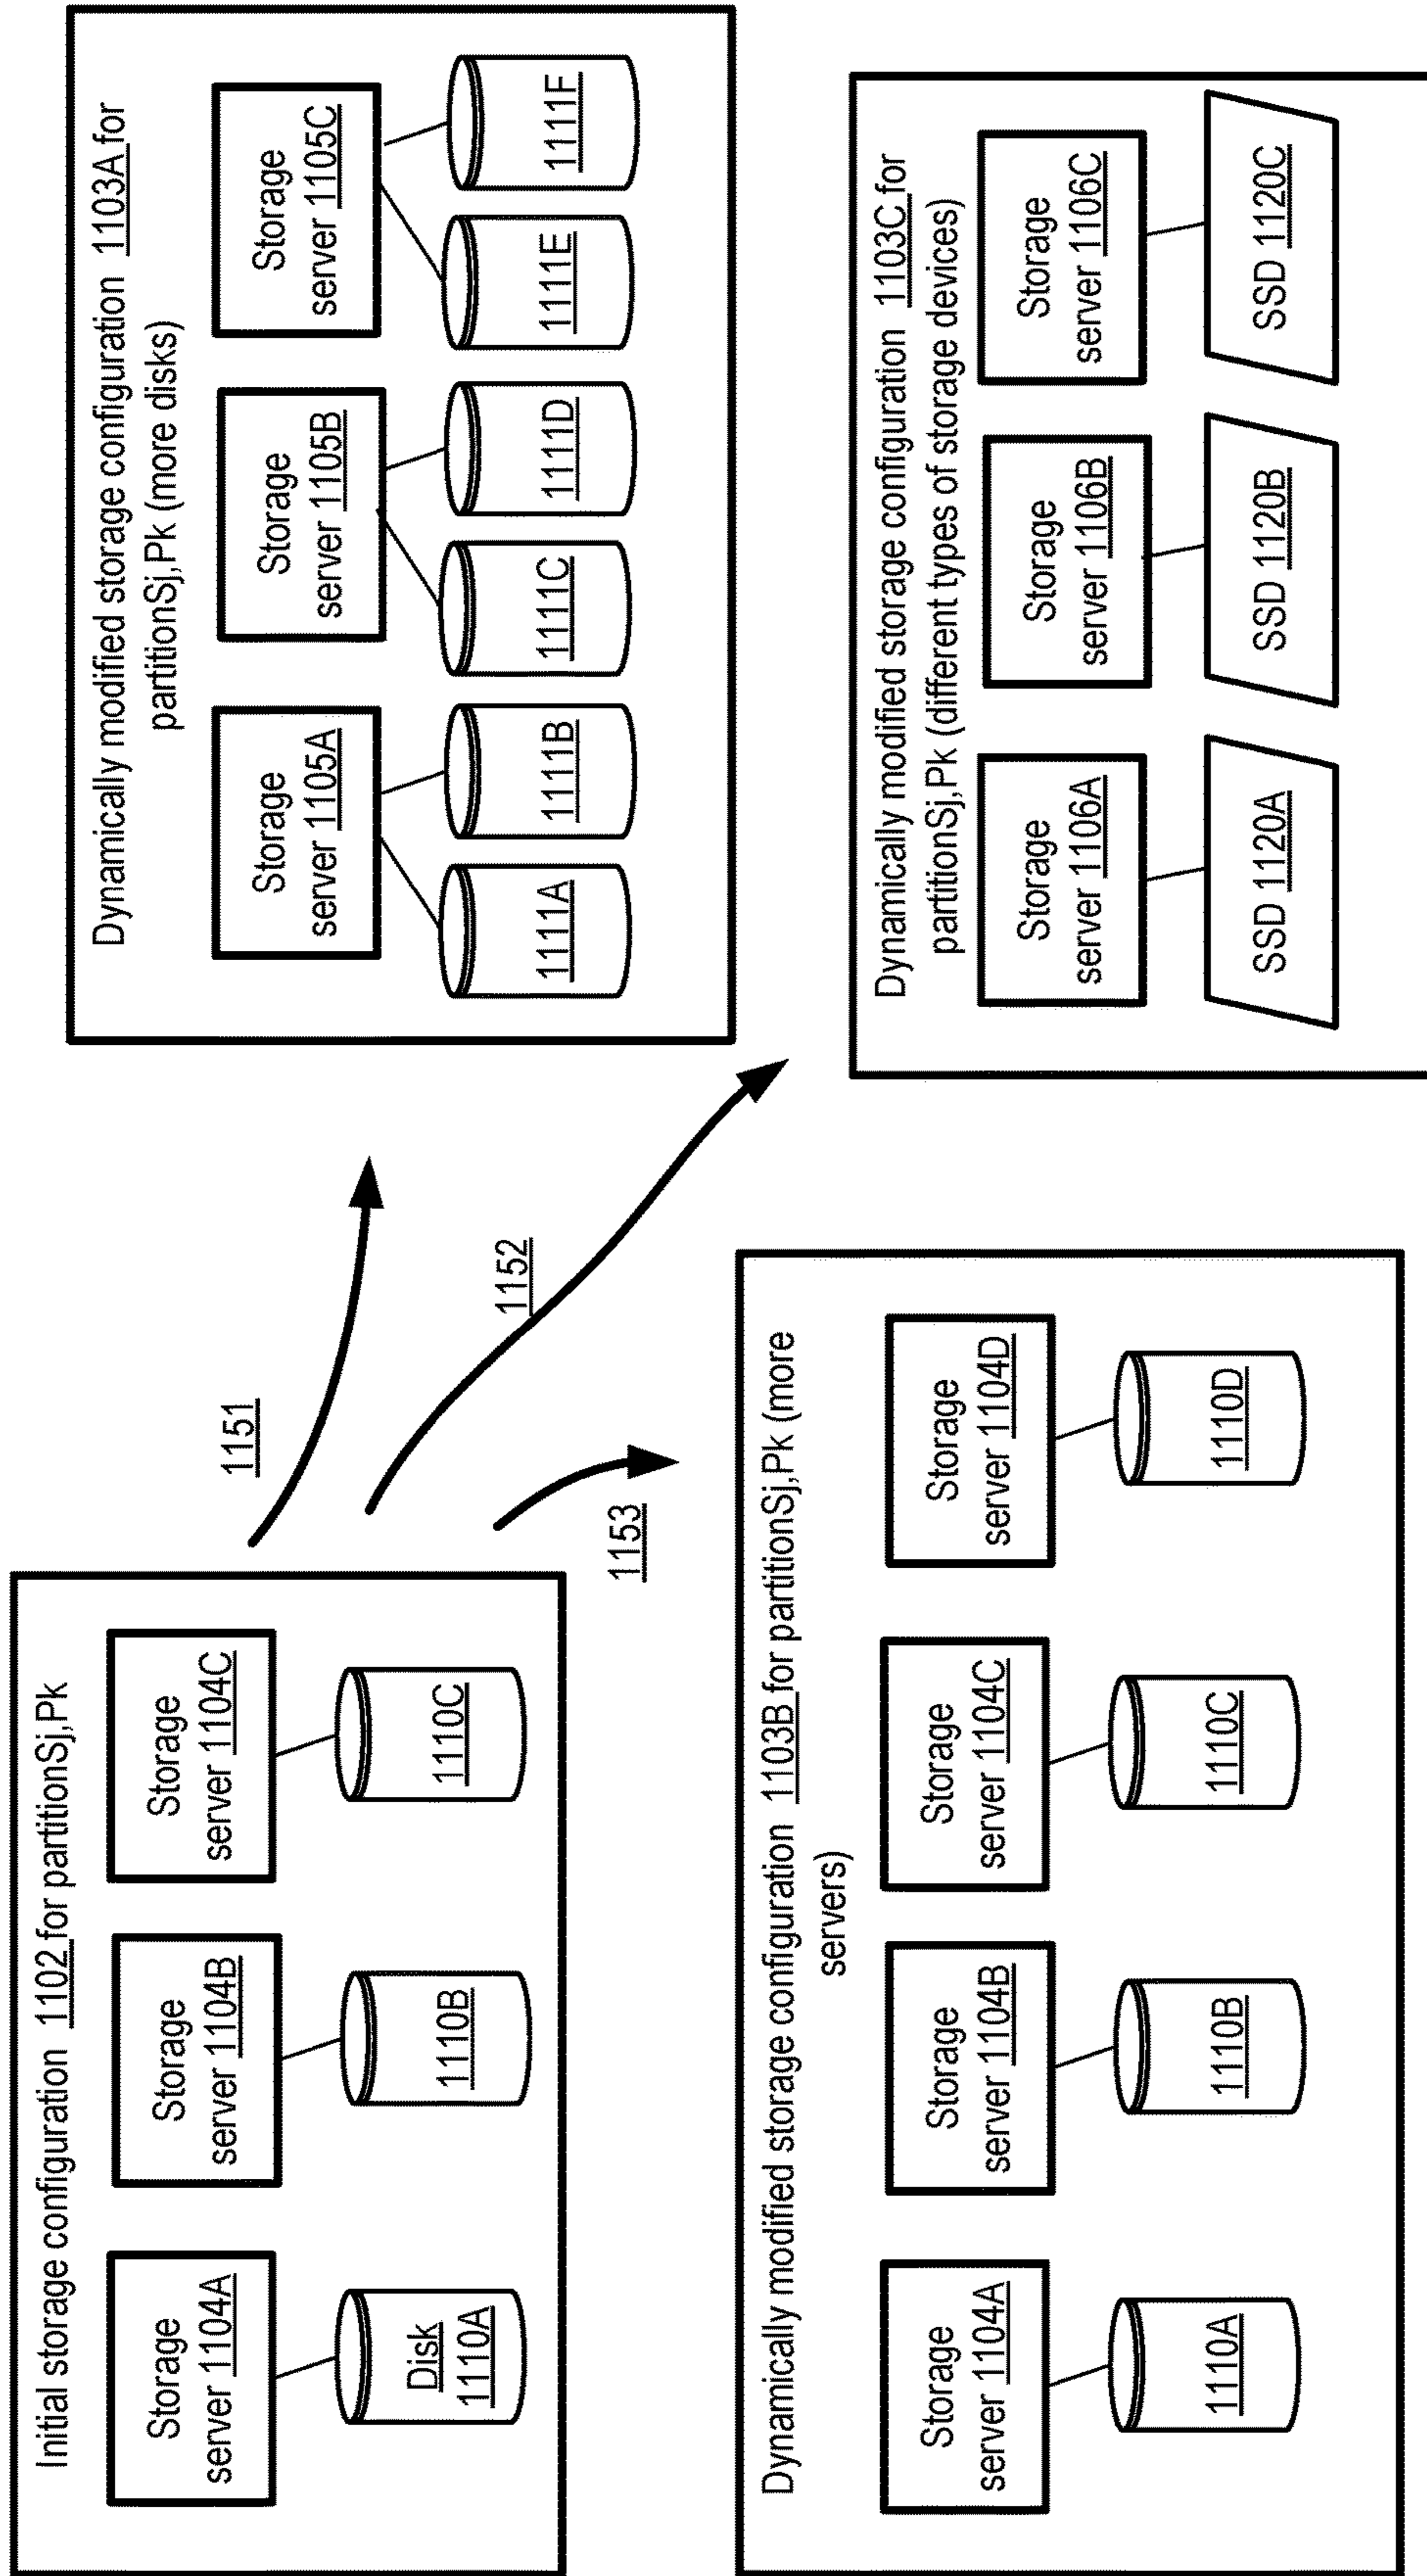 Initial storage configuration 1102 for partitionSj,Pk
Storage
server 1104A
Storage
server 1104B
Storage
server 1104C
Disk
1110A
1110B
1110C
1151
1152
1153
Dynamically modified storage configuration 1103A for
partitionSj,Pk (more disks)
Storage
server 1105A
Storage
server 1105B
Storage
server 1105C
1111A
1111B
1111C
1111D
1111E
1111F
Dynamically modified storage configuration 1103B for partitionSj,Pk (more
servers)
Storage
server 1104A
Storage
server 1104B
Storage
server 1104C
Storage
server 1104D
1110A
1110B
1110C
1110D
Dynamically modified storage configuration 1103C for
partitionSj,Pk (different types of storage devices)
Storage
server 1106A
Storage
server 1106B
Storage
server 1106C
SSD 1120A
SSD 1120B
SSD 1120C